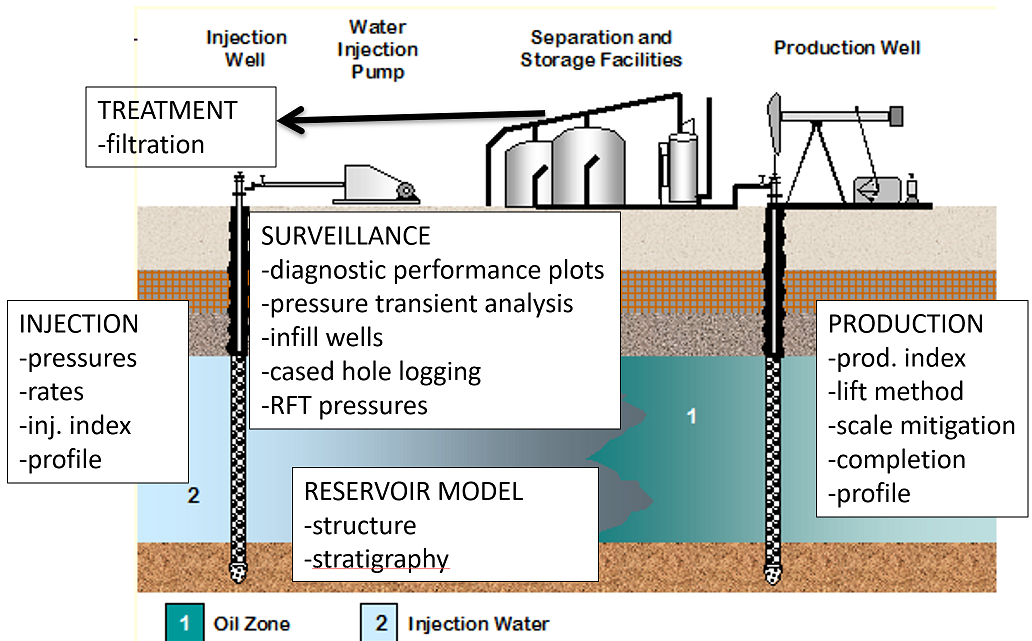 Injection
Well
Water
Injection
Pump
Separation and
Storage Facilities
Production Well
TREATMENT
-filtration
SURVEILLANCE
-diagnostic performance plots
-pressure transient analysis
-infill wells
-cased hole logging
-RFT pressures
INJECTION
-pressures
-rates
-inj. index
-profile
PRODUCTION
-prod. index
-lift method
-scale mitigation
-completion
-profile
1
2
RESERVOIR MODEL
-structure
-stratigraphy
1 Oil Zone
2 Injection Water